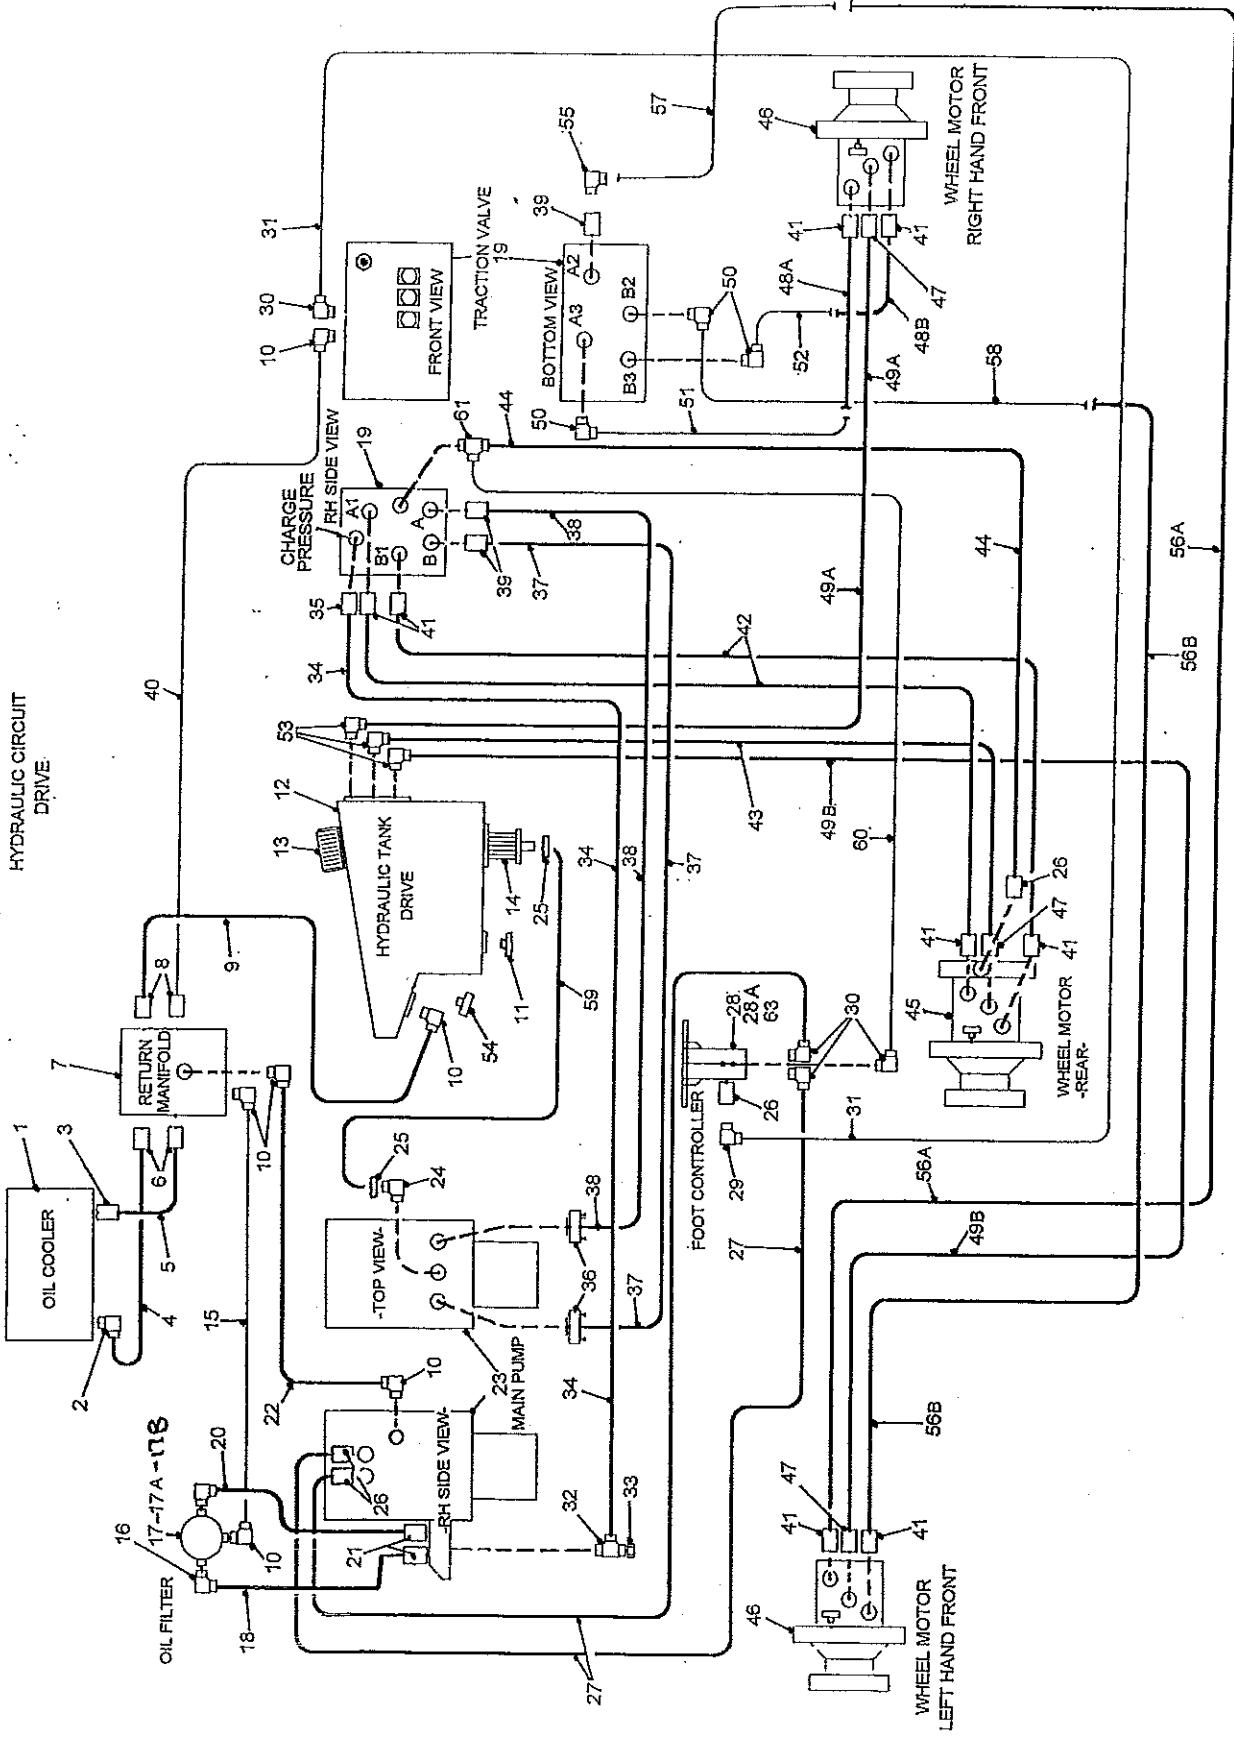 HYDRAULIC CIRCUIT
DRIVE
1
OIL COOLER
2
3
4
5
6
7
RETURN
MANIFOLD
8
9
10
40
10
30
31
15
10
22
OIL FILTER
16
17-17A-17B
20
10
18
21
26
-RH SIDE VIEW-
10
23
MAIN PUMP
-TOP VIEW-
24
25
36
38
37
32
33
34
27
13
12
HYDRAULIC TANK
DRIVE
14
25
11
54
10
59
53
34
35
41
CHARGE
PRESSURE
RH SIDE VIEW
19
A1
B1
A
B
39
38
37
61
44
FRONT VIEW
TRACTION VALVE
19
BOTTOM VIEW
A2
A3
B2
B3
39
55
57
50
50
51
52
58
48A
48B
49A
41
47
41
46
WHEEL MOTOR
RIGHT HAND FRONT
34
38
37
43
49B
42
60
49A
44
56B
56A
FOOT CONTROLLER
28
28A
63
30
26
29
31
27
41
47
41
26
45
WHEEL MOTOR
-REAR-
56A
49B
56B
41
47
41
46
WHEEL MOTOR
LEFT HAND FRONT